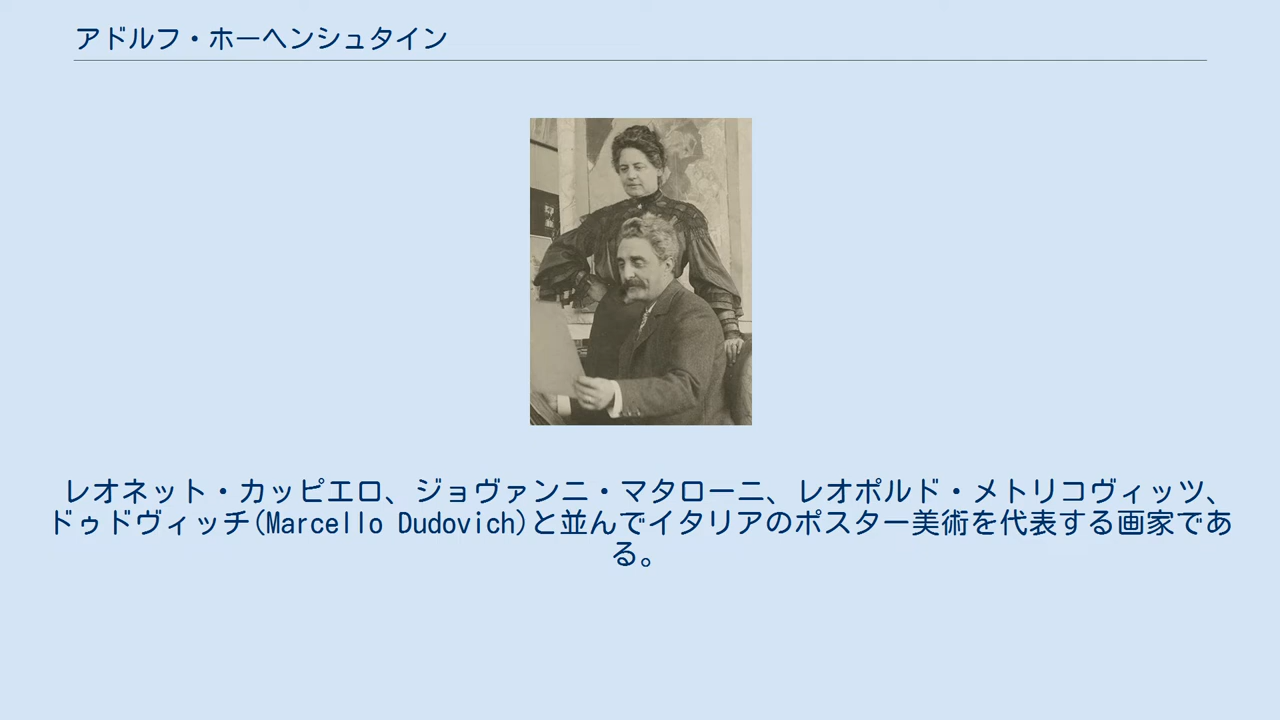 アドルフ・ホーヘンシュタイン
レオネット・カッピエロ、ジョヴァンニ・マタローニ、レオポルド・メトリコヴィッツ、
ドゥドヴィッチ(Marcello Dudovich)と並んでイタリアのポスター美術を代表する画家であ
る。